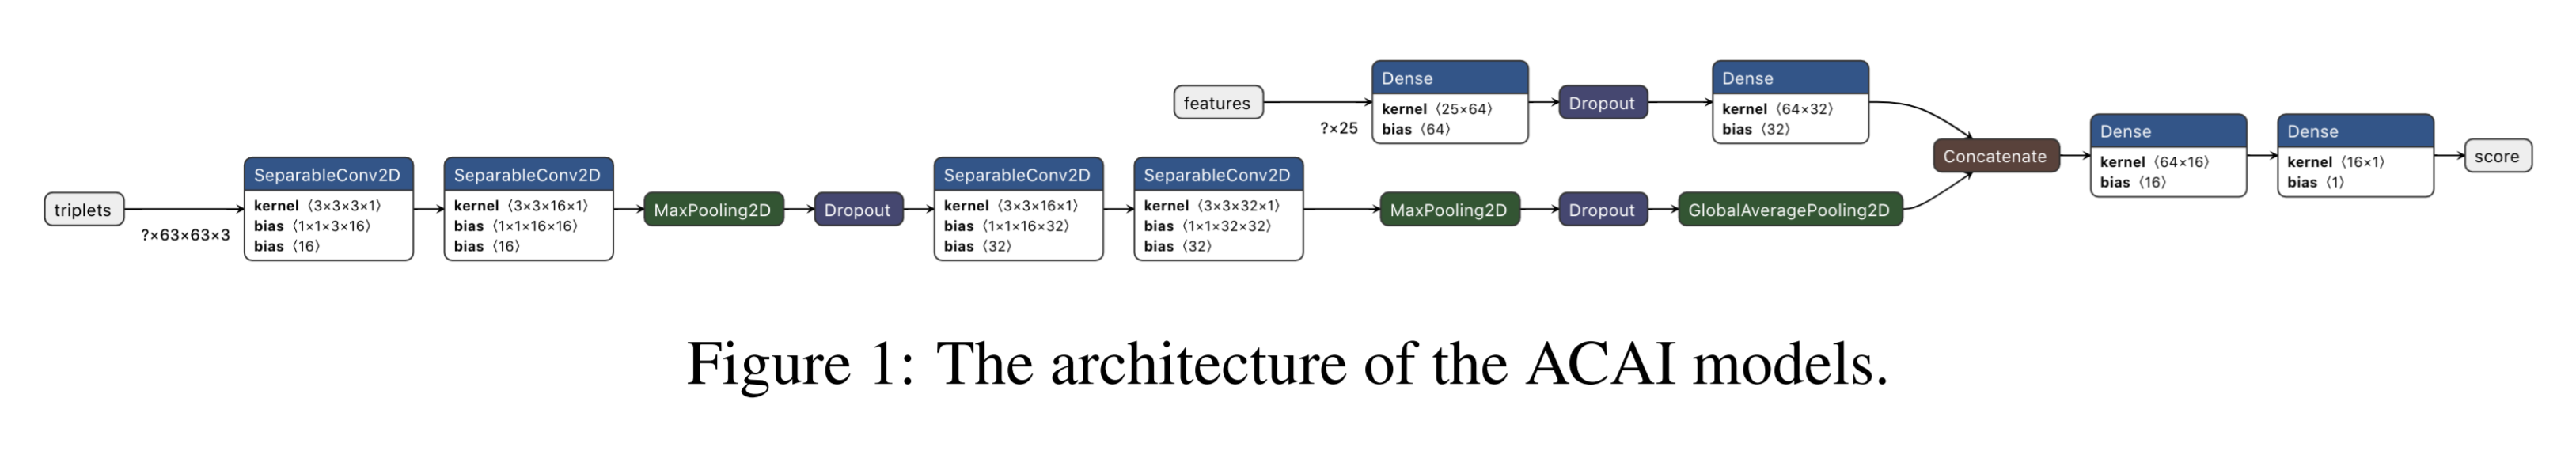 features
?×25
Dense
kernel ⟨25×64⟩
bias ⟨64⟩
Dropout
Dense
kernel ⟨64×32⟩
bias ⟨32⟩
triplets
?×63×63×3
SeparableConv2D
kernel ⟨3×3×3×1⟩
bias ⟨1×1×3×16⟩
bias ⟨16⟩
SeparableConv2D
kernel ⟨3×3×16×1⟩
bias ⟨1×1×16×16⟩
bias ⟨16⟩
MaxPooling2D
Dropout
SeparableConv2D
kernel ⟨3×3×16×1⟩
bias ⟨1×1×16×32⟩
bias ⟨32⟩
SeparableConv2D
kernel ⟨3×3×32×1⟩
bias ⟨1×1×32×32⟩
bias ⟨32⟩
MaxPooling2D
Dropout
GlobalAveragePooling2D
Concatenate
Dense
kernel ⟨64×16⟩
bias ⟨16⟩
Dense
kernel ⟨16×1⟩
bias ⟨1⟩
score
Figure 1: The architecture of the ACAI models.